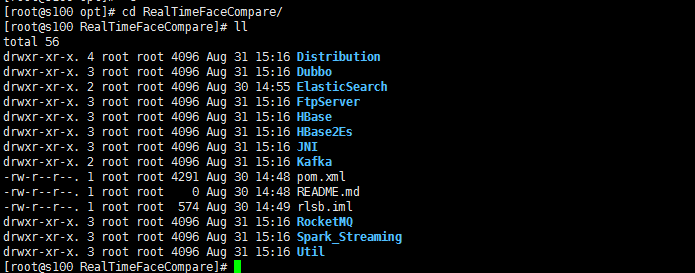 [root@s100 opt]# cd RealTimeFaceCompare/
[root@s100 RealTimeFaceCompare]# ll
total 56
drwxr-xr-x. 4 root root 4096 Aug 31 15:16 Distribution
drwxr-xr-x. 3 root root 4096 Aug 31 15:16 Dubbo
drwxr-xr-x. 2 root root 4096 Aug 30 14:55 ElasticSearch
drwxr-xr-x. 3 root root 4096 Aug 31 15:16 FtpServer
drwxr-xr-x. 3 root root 4096 Aug 31 15:16 HBase
drwxr-xr-x. 3 root root 4096 Aug 31 15:16 HBase2Es
drwxr-xr-x. 3 root root 4096 Aug 31 15:16 JNI
drwxr-xr-x. 2 root root 4096 Aug 31 15:16 Kafka
-rw-r--r--. 1 root root 4291 Aug 30 14:48 pom.xml
-rw-r--r--. 1 root root    0 Aug 30 14:48 README.md
-rw-r--r--. 1 root root  574 Aug 30 14:49 rlsb.iml
drwxr-xr-x. 3 root root 4096 Aug 31 15:16 RocketMQ
drwxr-xr-x. 3 root root 4096 Aug 31 15:16 Spark_Streaming
drwxr-xr-x. 3 root root 4096 Aug 31 15:16 Util
[root@s100 RealTimeFaceCompare]#